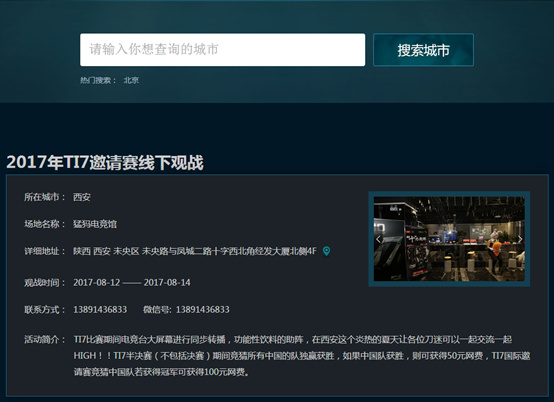 请输入你想查询的城市
搜索城市
热门搜索： 北京
2017年TI7邀请赛线下观战
所在城市： 西安
场地名称： 猛犸电竞馆
详细地址： 陕西 西安 未央区 未央路与凤城二路十字西北角经发大厦北侧4F
观战时间： 2017-08-12 —— 2017-08-14
联系方式： 13891436833 微信号: 13891436833
活动简介： TI7比赛期间电竞台大屏幕进行同步转播，功能性饮料的助阵，在西安这个炎热的夏天让各位刀迷可以一起交流一起
HIGH！！TI7半决赛（不包括决赛）期间竞猜所有中国的队独赢获胜，如果中国队获胜，则可获得50元网费，TI7国际邀
请赛竞猜中国队若获得冠军可获得100元网费。